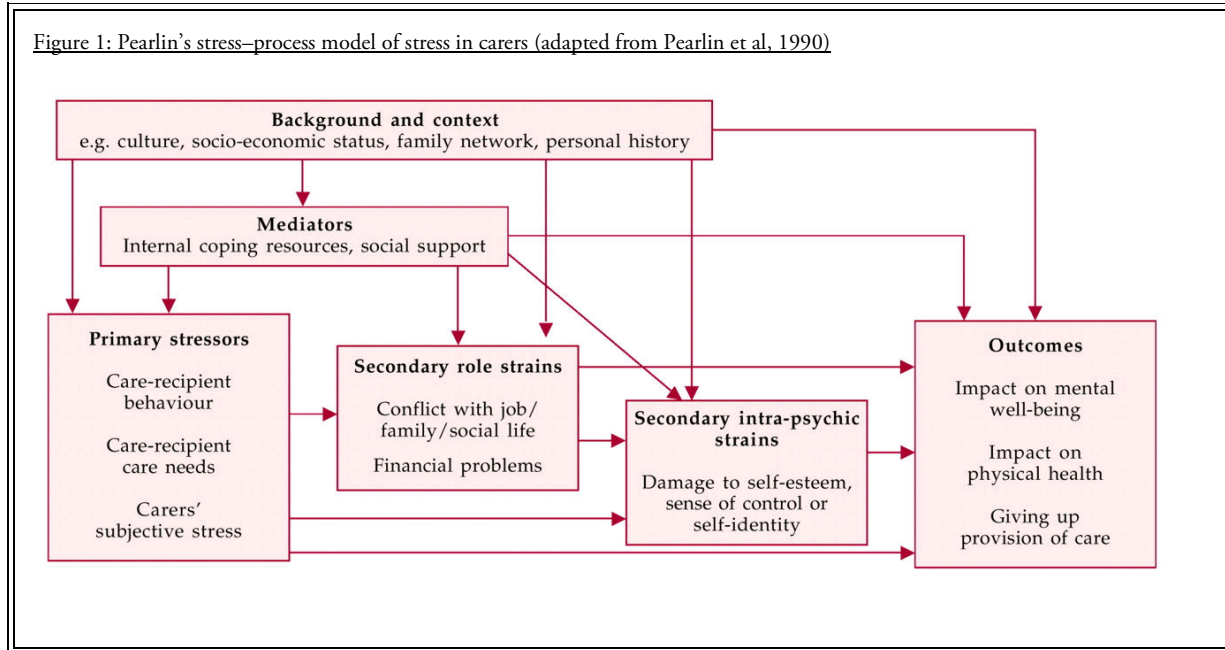 Figure 1: Pearlin’s stress–process model of stress in carers (adapted from Pearlin et al, 1990)
Background and context
e.g. culture, socio-economic status, family network, personal history
Mediators
Internal coping resources, social support
Primary stressors
Care-recipient
behaviour
Care-recipient
care needs
Carers’
subjective stress
Secondary role strains
Conflict with job/
family/social life
Financial problems
Secondary intra-psychic
strains
Damage to self-esteem,
sense of control or
self-identity
Outcomes
Impact on mental
well-being
Impact on
physical health
Giving up
provision of care